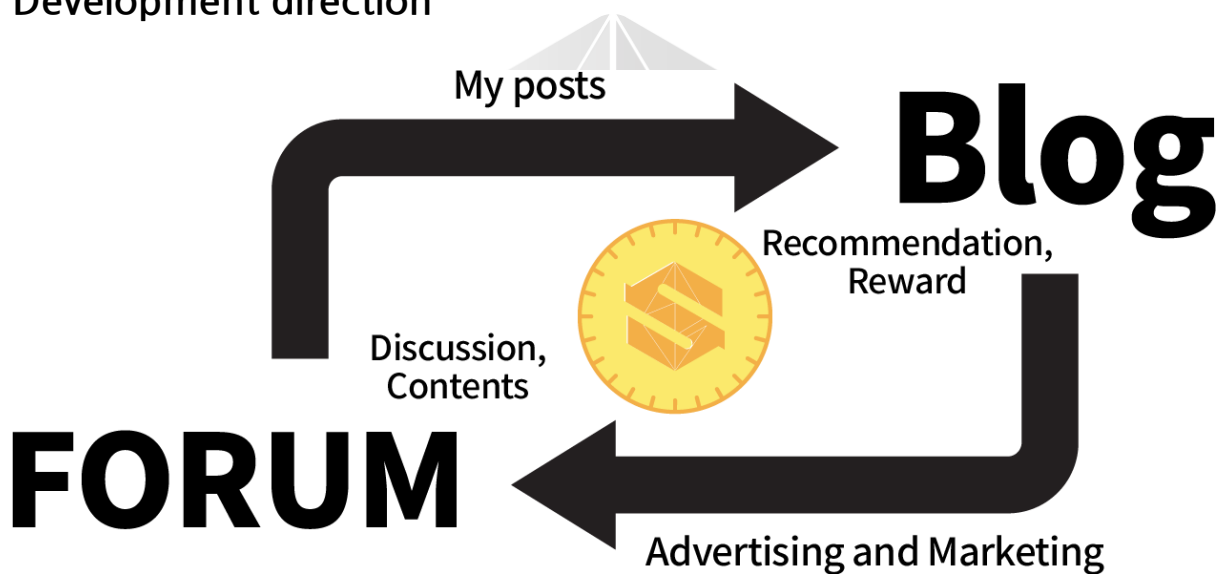 Development direction
My posts
Blog
Recommendation,
Reward
Discussion,
Contents
FORUM
Advertising and Marketing